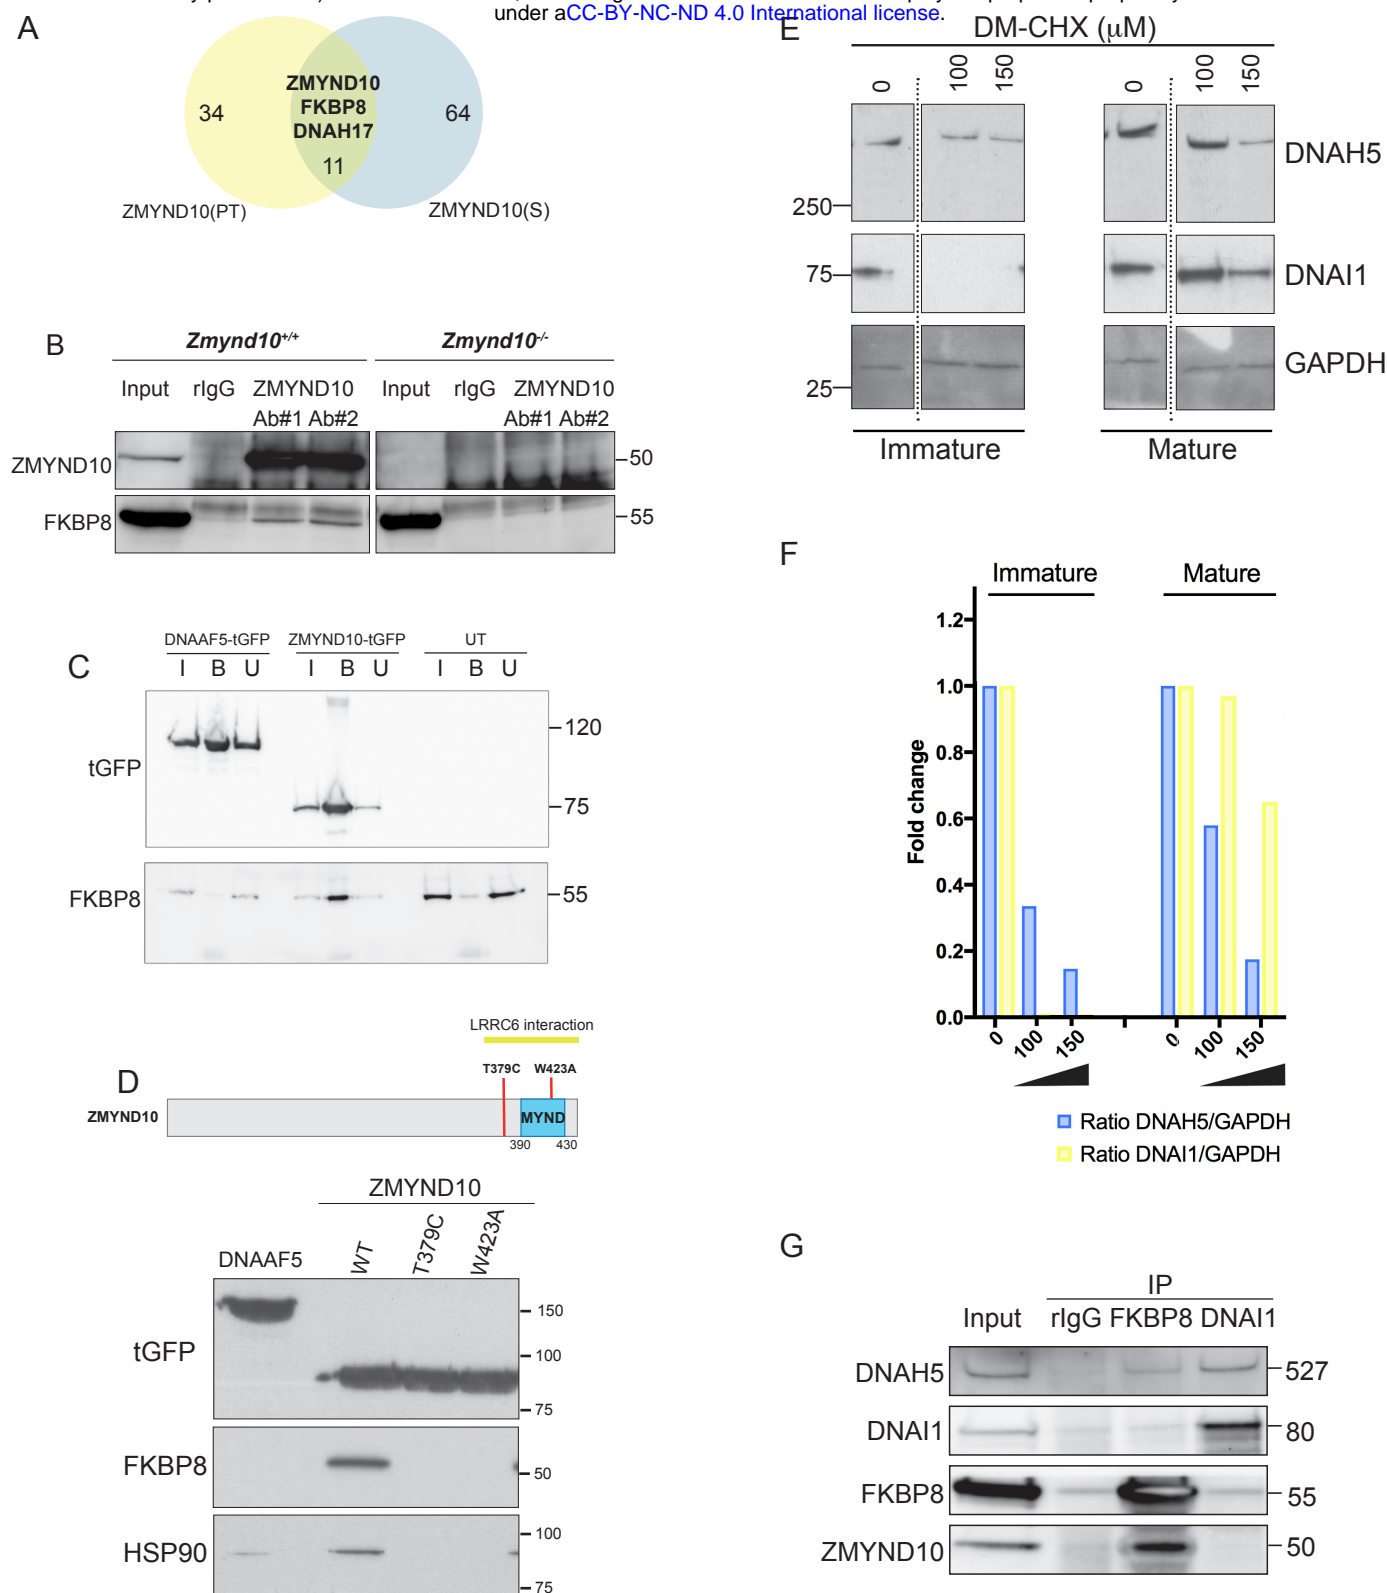 under aCC-BY-NC-ND 4.0 International license.
A
34
ZMYND10
FKBP8
DNAH17
11
64
ZMYND10(PT)
ZMYND10(S)
B
Zmynd10+/+
Zmynd10-/-
Input rIgG ZMYND10
Ab#1 Ab#2
Input rIgG ZMYND10
Ab#1 Ab#2
ZMYND10
50
FKBP8
55
C
DNAAF5-tGFP ZMYND10-tGFP UT
I B U I B U I B U
tGFP
120
75
FKBP8
55
D
LRRC6 interaction
T379C W423A
ZMYND10
MYND
390 430
ZMYND10
DNAAF5 WT T379C W423A
tGFP
150
100
75
FKBP8
50
HSP90
100
75
E
DM-CHX (μM)
0 100 150 0 100 150
DNAH5
250
75
DNAI1
GAPDH
25
Immature Mature
F
Immature Mature
Fold change
1.2
1.0
0.8
0.6
0.4
0.2
0.0
0 100 150 0 100 150
Ratio DNAH5/GAPDH
Ratio DNAI1/GAPDH
G
IP
Input rIgG FKBP8 DNAI1
DNAH5 527
DNAI1 80
FKBP8 55
ZMYND10 50